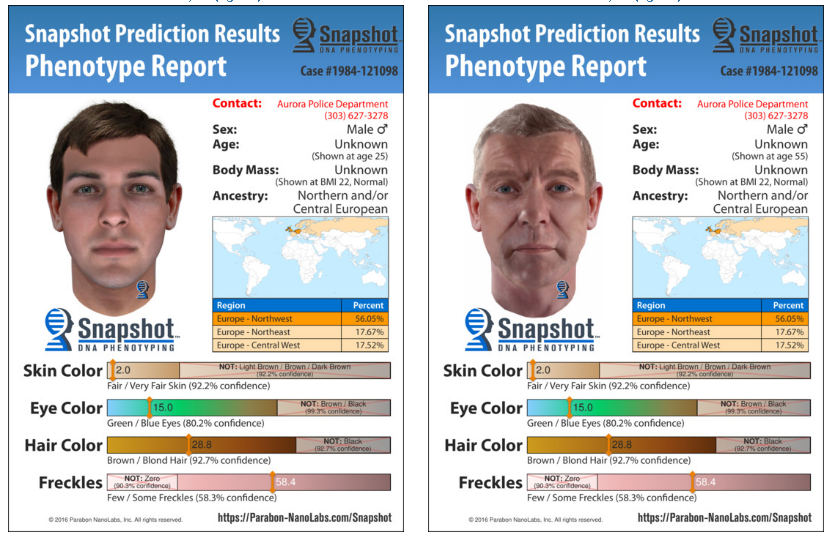 Snapshot Prediction Results
Phenotype Report
Snapshot
DNA PHENOTYPING
Case #1984-121098
Contact: Aurora Police Department
(303) 627-3278
Sex: Male ♂
Age: Unknown
(Shown at age 25)
Body Mass: Unknown
(Shown at BMI 22, Normal)
Ancestry: Northern and/or
Central European
Region Percent
Europe - Northwest 56.05%
Europe - Northeast 17.67%
Europe - Central West 17.52%
Snapshot™
DNA PHENOTYPING
Skin Color 2.0 NOT: Light Brown / Brown / Dark Brown
(92.2% confidence)
Fair / Very Fair Skin (92.2% confidence)
Eye Color 15.0 NOT: Brown / Black
(99.3% confidence)
Green / Blue Eyes (80.2% confidence)
Hair Color 28.8 NOT: Black
(92.7% confidence)
Brown / Blond Hair (92.7% confidence)
Freckles NOT: Zero 58.4
(90.3% confidence)
Few / Some Freckles (58.3% confidence)
© 2016 Parabon NanoLabs, Inc. All rights reserved. https://Parabon-NanoLabs.com/Snapshot
Snapshot Prediction Results
Phenotype Report
Snapshot
DNA PHENOTYPING
Case #1984-121098
Contact: Aurora Police Department
(303) 627-3278
Sex: Male ♂
Age: Unknown
(Shown at age 55)
Body Mass: Unknown
(Shown at BMI 22, Normal)
Ancestry: Northern and/or
Central European
Region Percent
Europe - Northwest 56.05%
Europe - Northeast 17.67%
Europe - Central West 17.52%
Snapshot™
DNA PHENOTYPING
Skin Color 2.0 NOT: Light Brown / Brown / Dark Brown
(92.2% confidence)
Fair / Very Fair Skin (92.2% confidence)
Eye Color 15.0 NOT: Brown / Black
(99.3% confidence)
Green / Blue Eyes (80.2% confidence)
Hair Color 28.8 NOT: Black
(92.7% confidence)
Brown / Blond Hair (92.7% confidence)
Freckles NOT: Zero 58.4
(90.3% confidence)
Few / Some Freckles (58.3% confidence)
© 2016 Parabon NanoLabs, Inc. All rights reserved. https://Parabon-NanoLabs.com/Snapshot